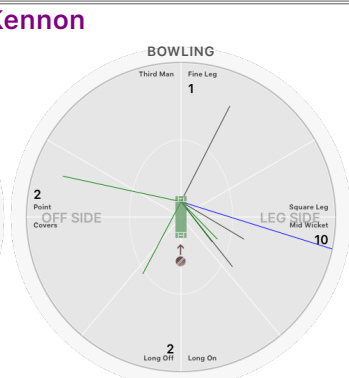 Kennon
BOWLING
Third Man Fine Leg
1
2
Point
Square Leg
OFF SIDE LEG SIDE
Covers
Mid Wicket
10
2
Long Off Long On